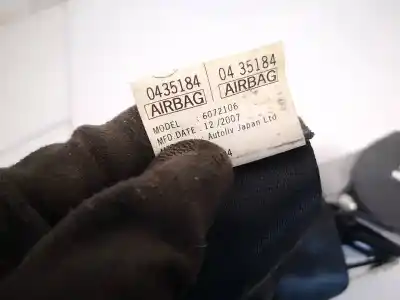 0435184 04 35184
AIRBAG AIRBAG
MODEL : 6072106
MFD.DATE : 12/2007
: Autoliv Japan Ltd